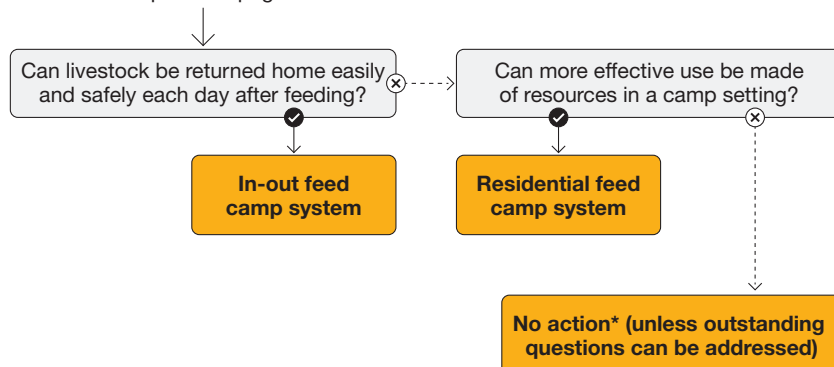 Can livestock be returned home easily
and safely each day after feeding?
Can more effective use be made
of resources in a camp setting?
In-out feed
camp system
Residential feed
camp system
No action* (unless outstanding
questions can be addressed)